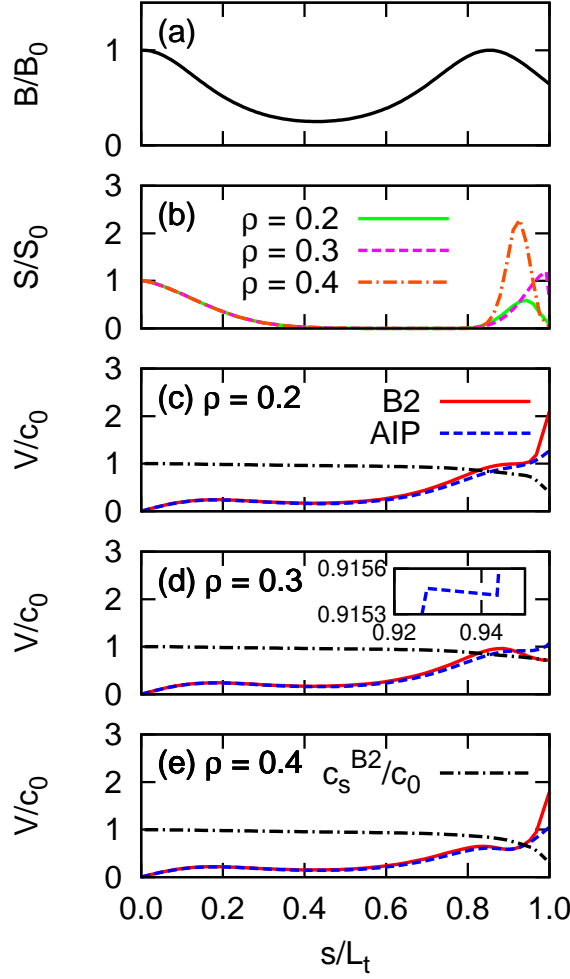 (a)
B/B₀
1
0
(b)
S/S₀
3
2
1
0
ρ = 0.2
ρ = 0.3
ρ = 0.4
(c) ρ = 0.2
V/c₀
3
2
1
0
B2
AIP
(d) ρ = 0.3
V/c₀
3
2
1
0
0.9156
0.9153
0.92 0.94
(e) ρ = 0.4
V/c₀
3
2
1
0
cₛᴮ²/c₀
0.0 0.2 0.4 0.6 0.8 1.0
s/Lₜ